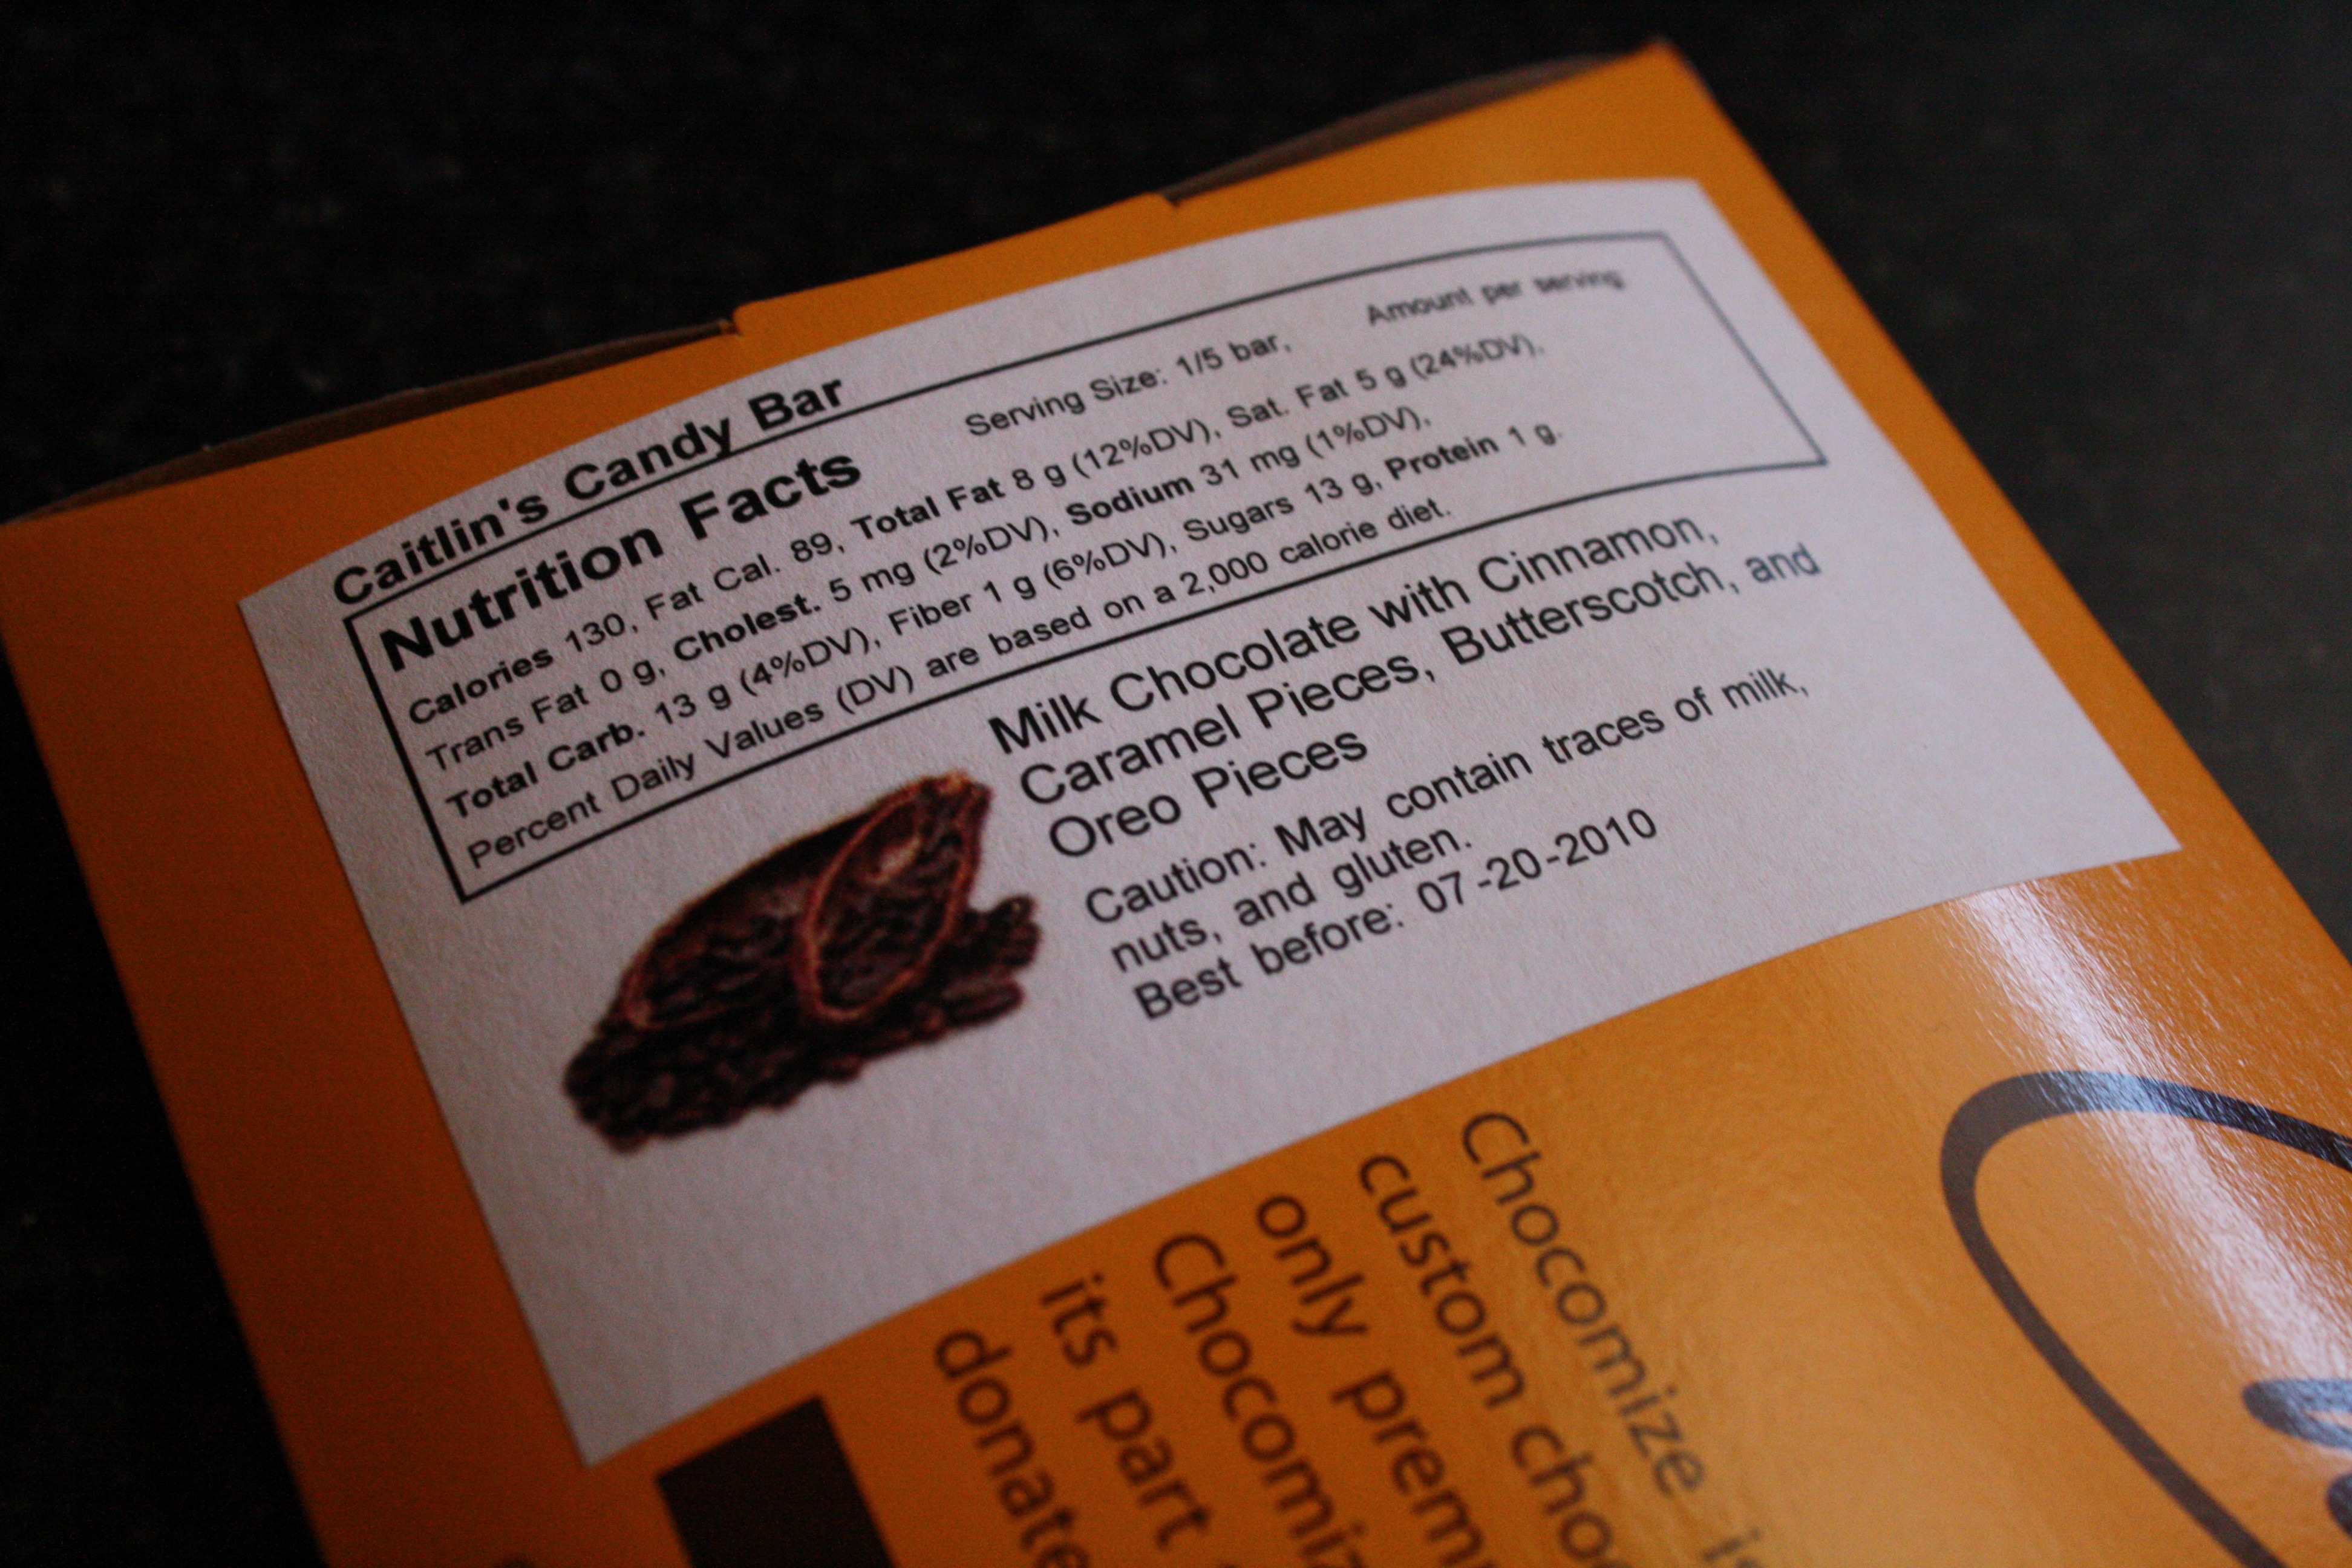 Caitlin's Candy Bar
Nutrition Facts Serving Size: 1/5 bar, Amount per serving:
Calories 130, Fat Cal. 89, Total Fat 8 g (12%DV), Sat. Fat 5 g (24%DV),
Trans Fat 0 g, Cholest. 5 mg (2%DV), Sodium 31 mg (1%DV),
Total Carb. 13 g (4%DV), Fiber 1 g (6%DV), Sugars 13 g, Protein 1 g.
Percent Daily Values (DV) are based on a 2,000 calorie diet.
Milk Chocolate with Cinnamon,
Caramel Pieces, Butterscotch, and
Oreo Pieces
Caution: May contain traces of milk,
nuts, and gluten.
Best before: 07-20-2010
Chocomize
custom
only
its part
donate